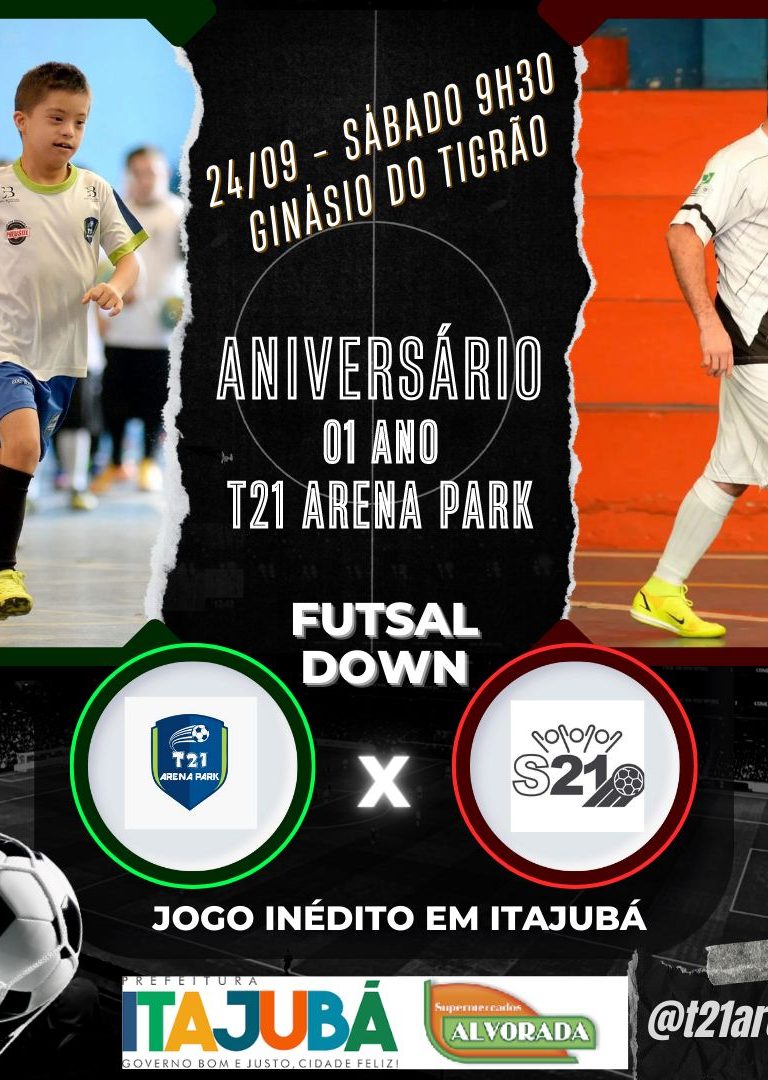 24/09 - SÁBADO 9H30
GINÁSIO DO TIGRÃO
ANIVERSÁRIO
01 ANO
T21 ARENA PARK
FUTSAL
DOWN
T21
ARENA PARK
X
S21
JOGO INÉDITO EM ITAJUBÁ
PREFEITURA
ITAJUBÁ
GOVERNO BOM E JUSTO, CIDADE FELIZ!
Supermercados
ALVORADA